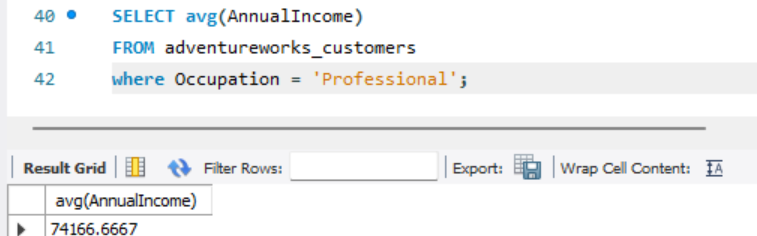 40 SELECT avg(AnnualIncome)
41 FROM adventureworks_customers
42 where Occupation = 'Professional';
Result Grid Filter Rows: Export: Wrap Cell Content: IA
avg(AnnualIncome)
74166.6667